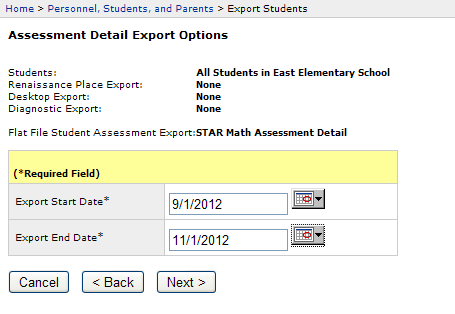 Home > Personnel, Students, and Parents > Export Students
Assessment Detail Export Options
Students: All Students in East Elementary School
Renaissance Place Export: None
Desktop Export: None
Diagnostic Export: None
Flat File Student Assessment Export:STAR Math Assessment Detail
(*Required Field)
Export Start Date* 9/1/2012
Export End Date* 11/1/2012
Cancel < Back Next >